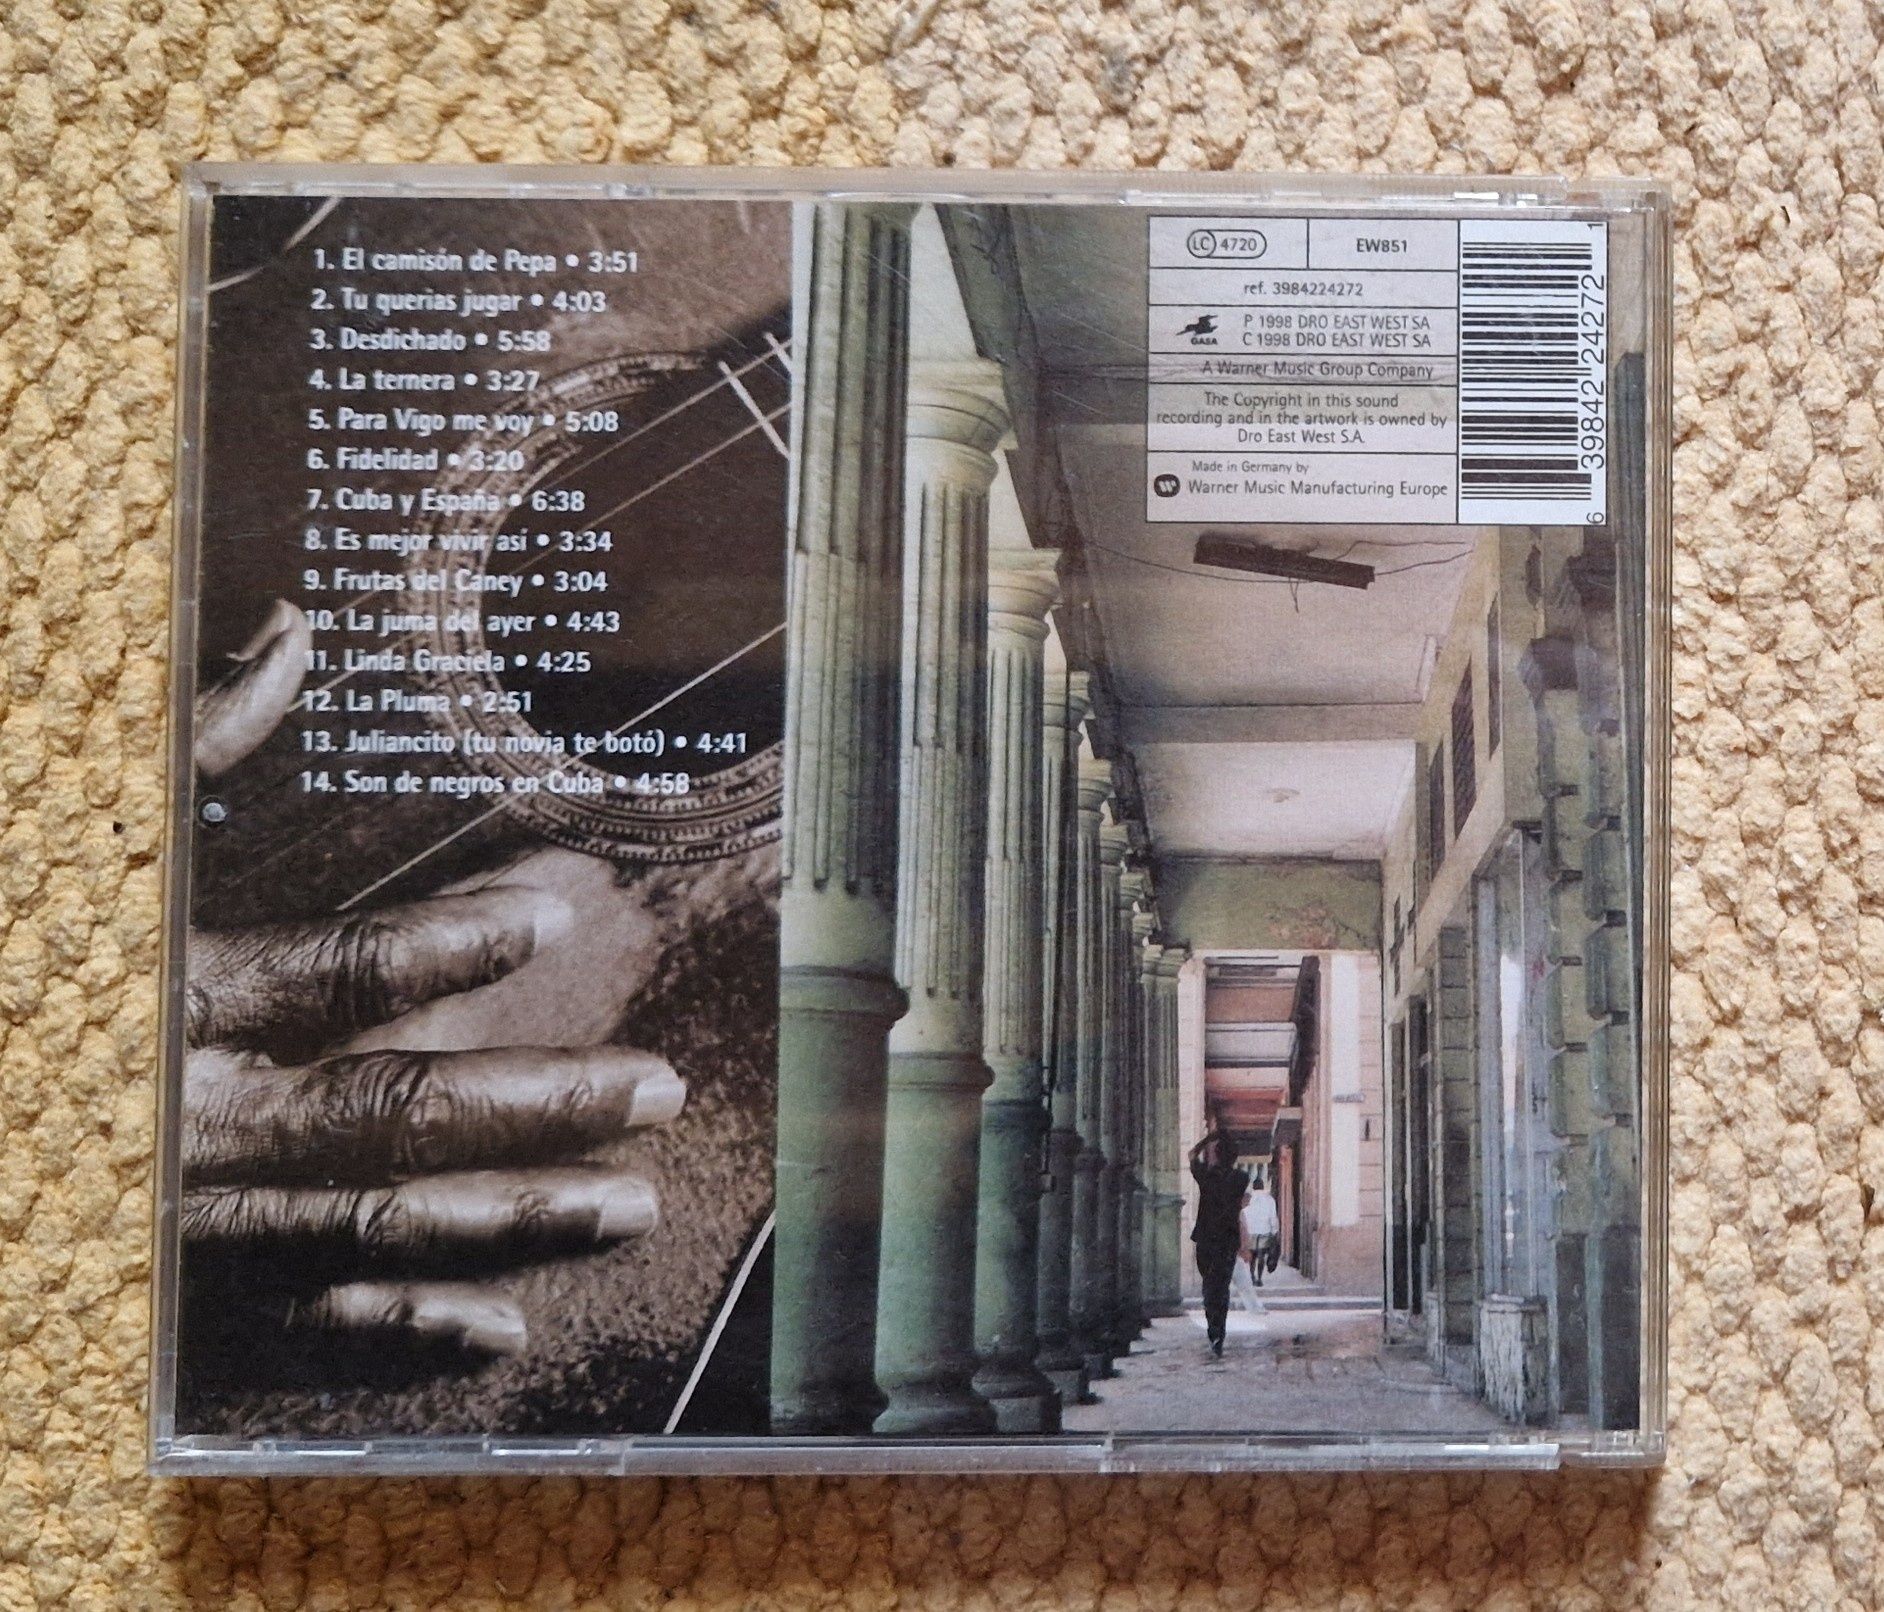 1. El camisón de Pepa • 3:51
2. Tu querias jugar • 4:03
3. Desdichado • 5:58
4. La ternera • 3:27
5. Para Vigo me voy • 5:08
6. Fidelidad • 3:20
7. Cuba y España • 6:38
8. Es mejor vivir así • 3:34
9. Frutas del Caney • 3:04
10. La juma del ayer • 4:43
11. Linda Graciela • 4:25
12. La Pluma • 2:51
13. Juliancito (tu novia te botó) • 4:41
14. Son de negros en Cuba • 4:58
LC 4720
EW851
ref. 3984224272
GASA
P 1998 DRO EAST WEST SA
C 1998 DRO EAST WEST SA
A Warner Music Group Company
The Copyright in this sound
recording and in the artwork is owned by
Dro East West S.A.
Made in Germany by
Warner Music Manufacturing Europe
6 39842 24272 1